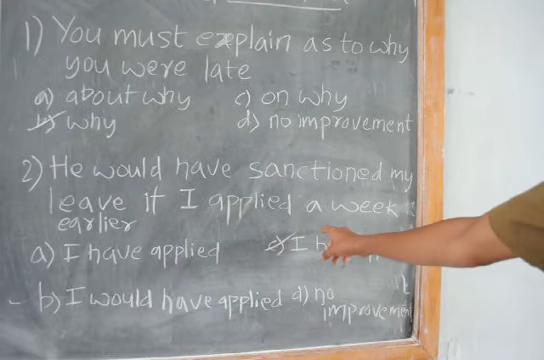 1) You must explain as to why
you were late
a) about why c) on why
b) why d) no improvement
2) He would have sanctioned my
leave if I applied a week
earlier
a) I have applied c) I
b) I would have applied d) no
improvement